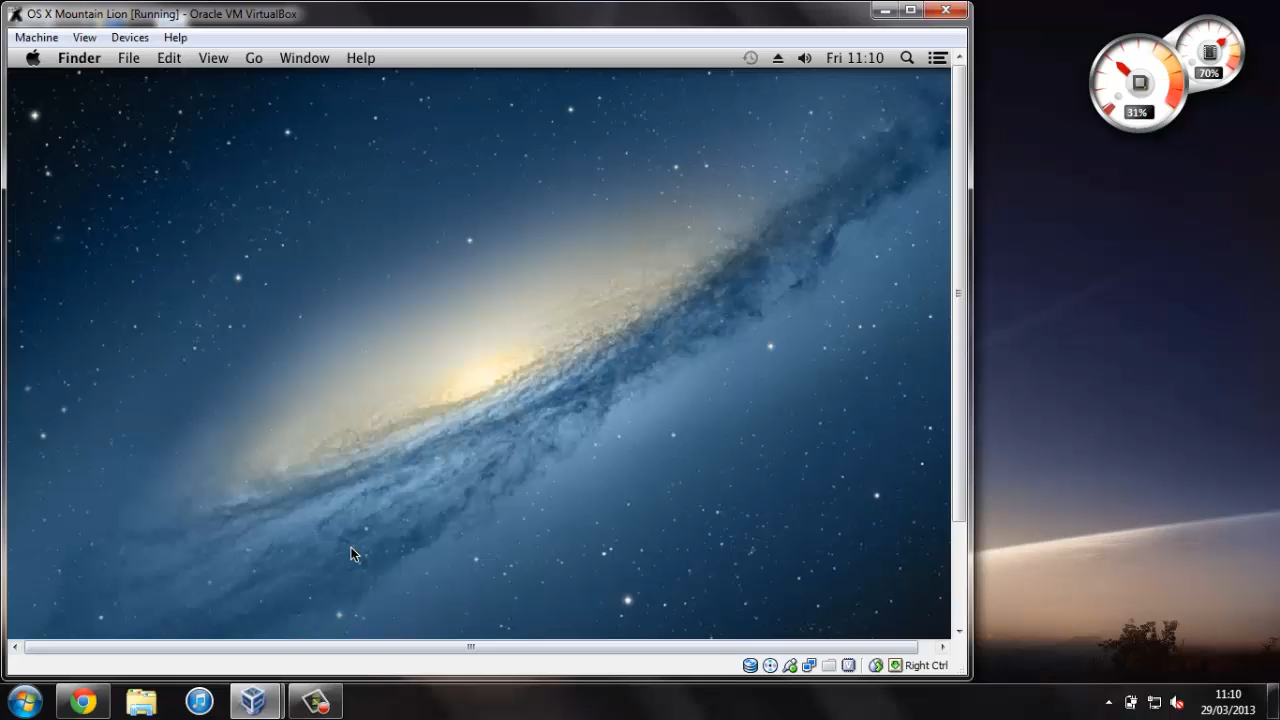 OS X Mountain Lion [Running] - Oracle VM VirtualBox
Machine View Devices Help
Finder File Edit View Go Window Help Fri 11:10
70%
31%
Right Ctrl
11:10
29/03/2013